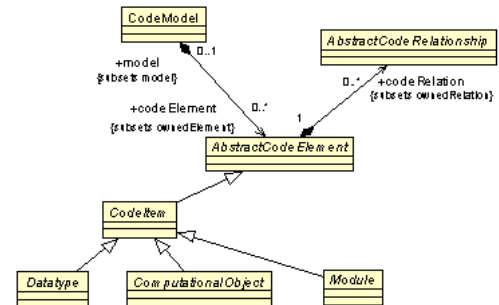 CodeModel
AbstractCodeRelationship
+model
0..1
{subsets model}
0..*
+codeRelation
{subsets ownedRelation}
+codeElement
0..*
{subsets ownedElement}
1
AbstractCodeElement
CodeItem
Datatype
ComputationalObject
Module